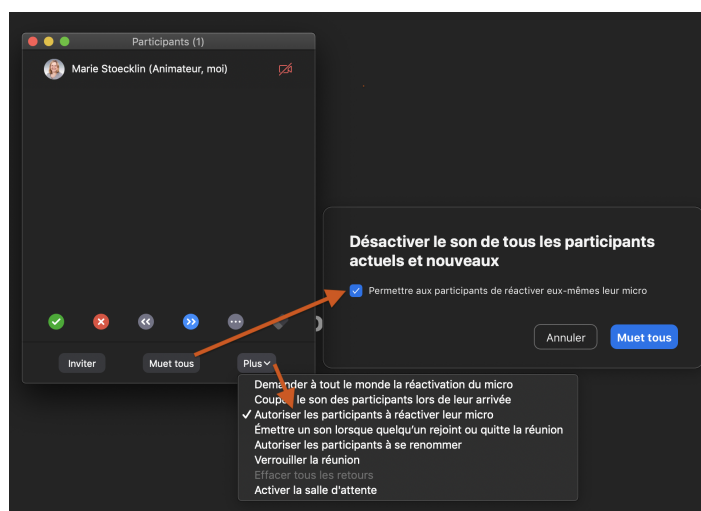 Participants (1)
Marie Stoecklin (Animateur, moi)
Désactiver le son de tous les participants
actuels et nouveaux
Permettre aux participants de réactiver eux-mêmes leur micro
Annuler
Muet tous
Inviter
Muet tous
Plus
Demander à tout le monde la réactivation du micro
Couper le son des participants lors de leur arrivée
Autoriser les participants à réactiver leur micro
Émettre un son lorsque quelqu'un rejoint ou quitte la réunion
Autoriser les participants à se renommer
Verrouiller la réunion
Effacer tous les retours
Activer la salle d'attente